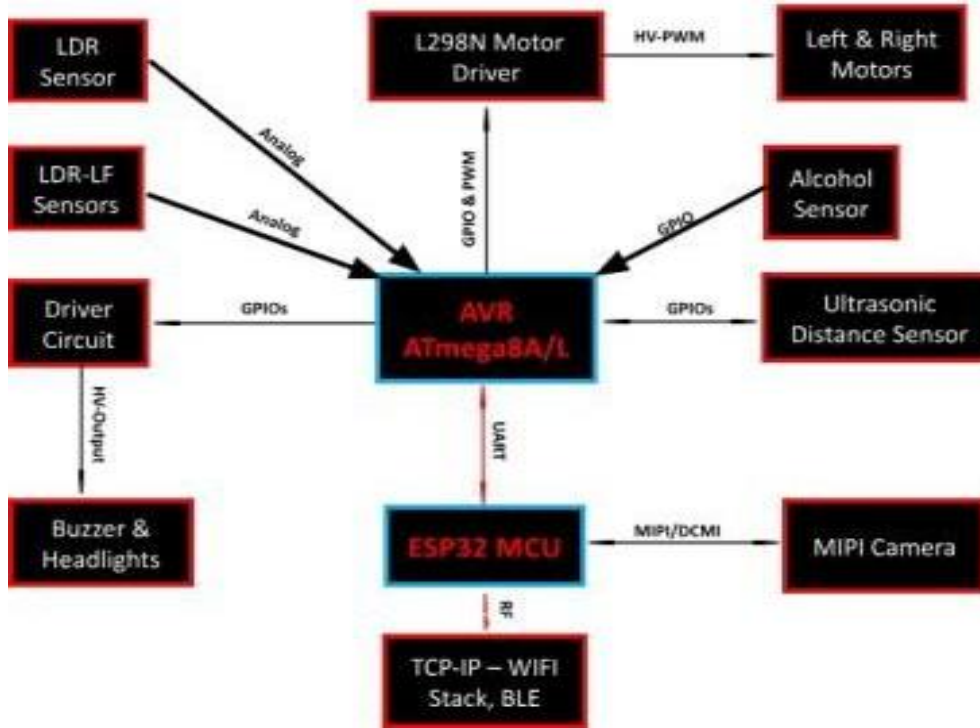 LDR
Sensor
L298N Motor
Driver
HV-PWM
Left & Right
Motors
Analog
LDR-LF
Sensors
Analog
GPIO & PWM
Alcohol
Sensor
GPIO
Driver
Circuit
GPIOs
AVR
ATmega8A/L
GPIOs
Ultrasonic
Distance Sensor
HV-Output
UART
Buzzer &
Headlights
ESP32 MCU
MIPI/DCMI
MIPI Camera
RF
TCP-IP – WIFI
Stack, BLE